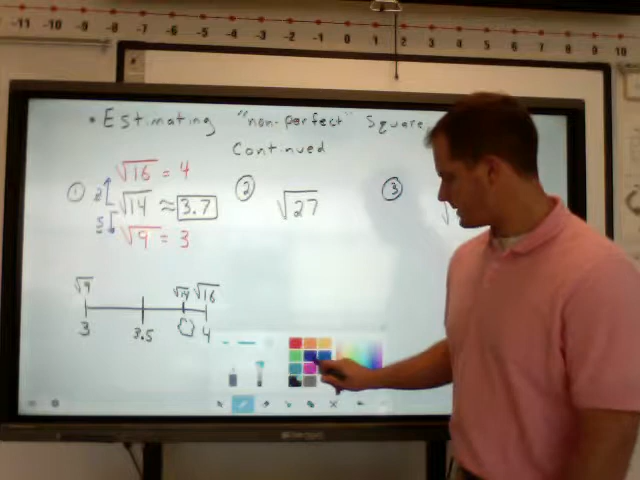 -11 -10 -9 -8 -7 -6 -5 -4 -3 -2 -1 0 1 2 3 4 5 6 7 8 9 10
• Estimating "non-perfect" Square
Continued
① √16 = 4
2 √14 ≈ 3.7
5 √9 = 3
② √27
③
√9 √14 √16
3 3.5 4